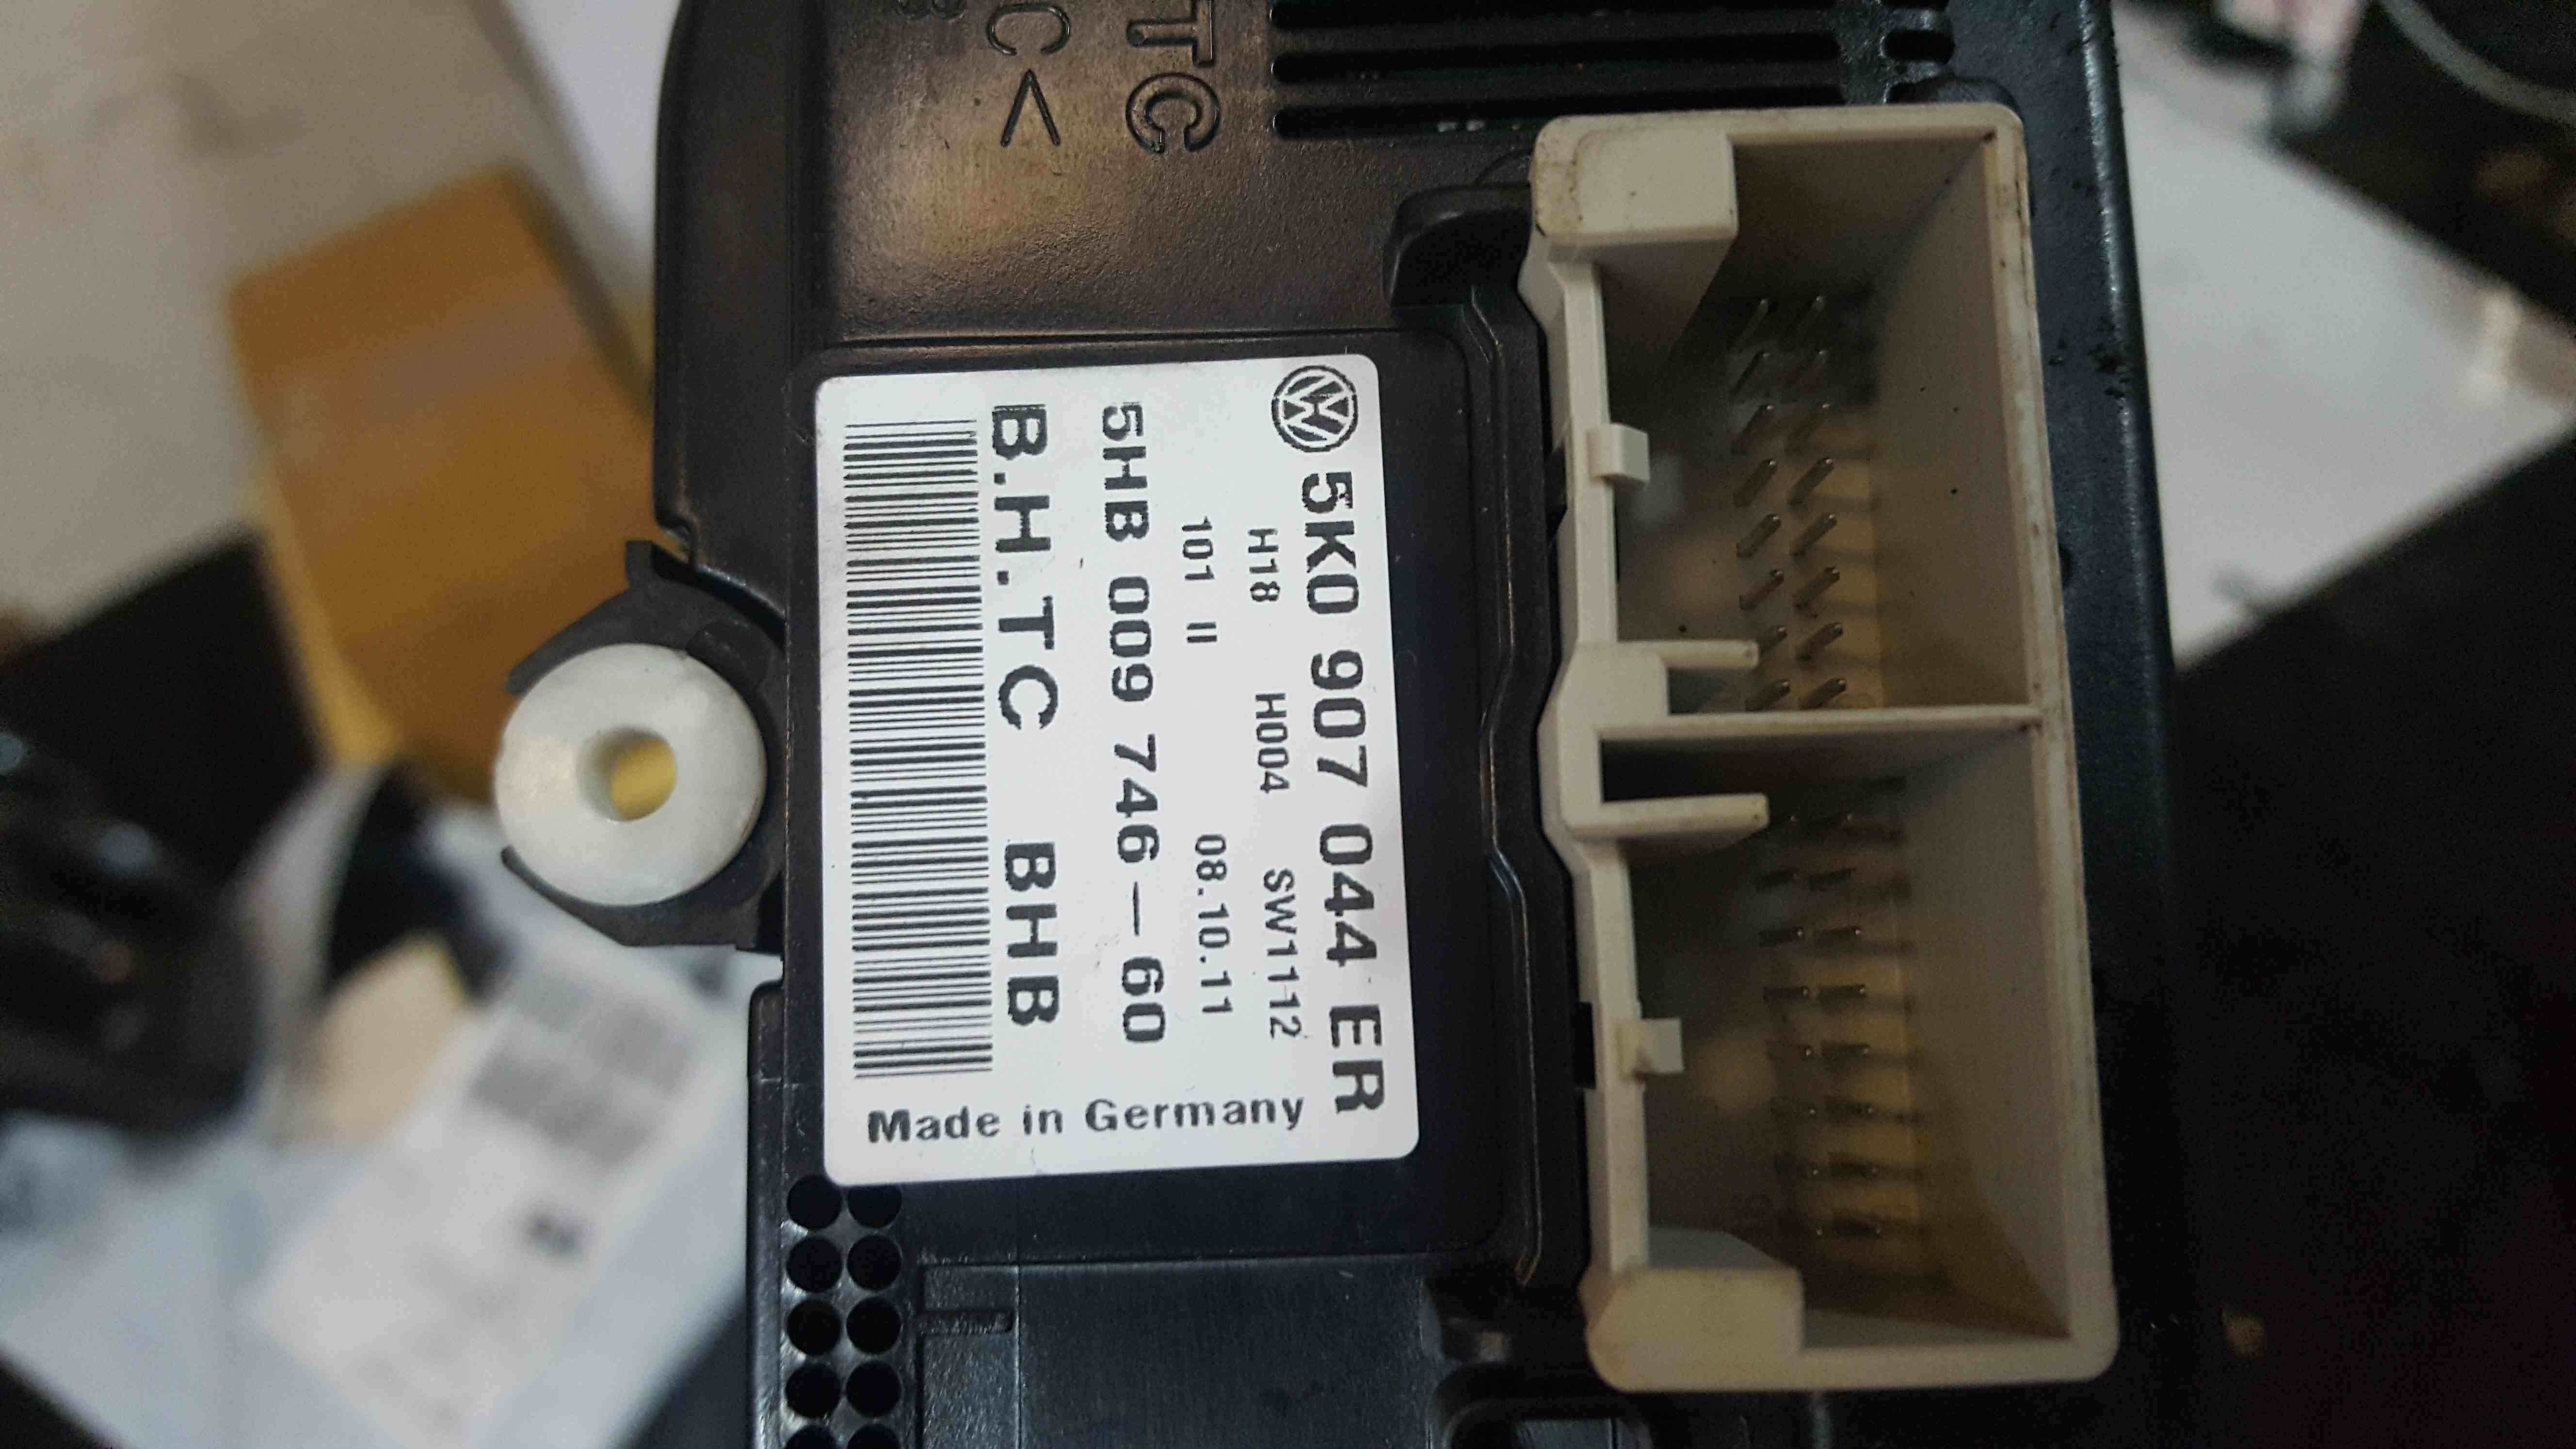 TC
C<
5K0 907 044 ER
H18 H004 SW1112
101 II 08.10.11
5HB 009 746-60
B.H.TC BHB
Made in Germany